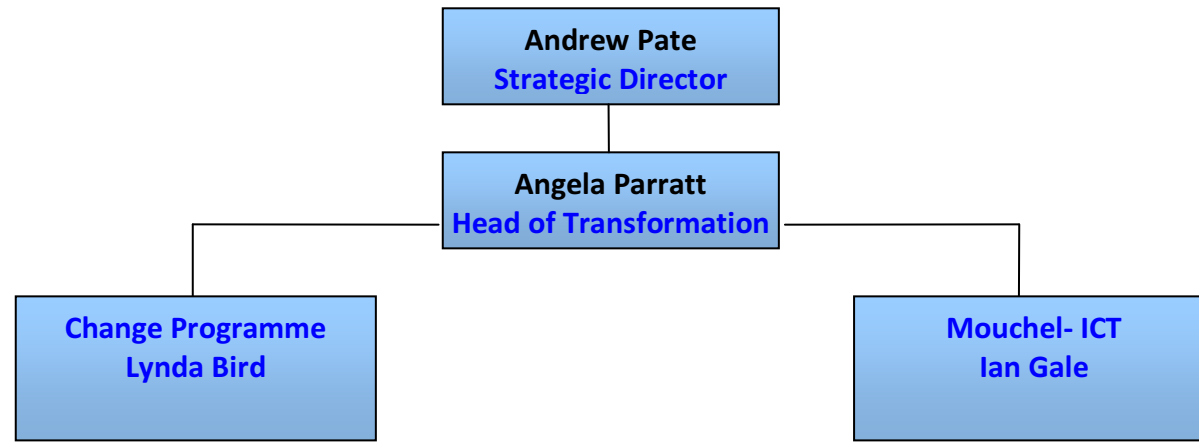 Andrew Pate
Strategic Director
Angela Parratt
Head of Transformation
Change Programme
Lynda Bird
Mouchel- ICT
Ian Gale